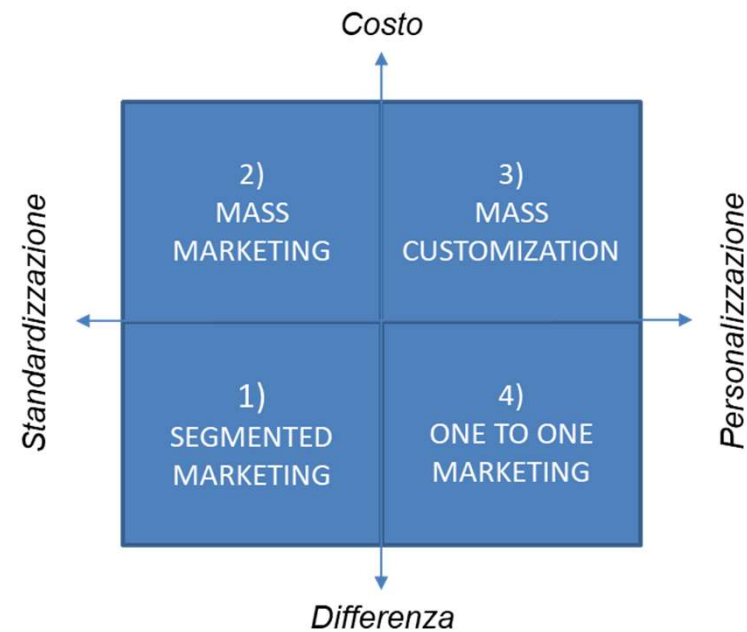 Costo
Standardizzazione
2)
MASS
MARKETING
3)
MASS
CUSTOMIZATION
Personalizzazione
1)
SEGMENTED
MARKETING
4)
ONE TO ONE
MARKETING
Differenza